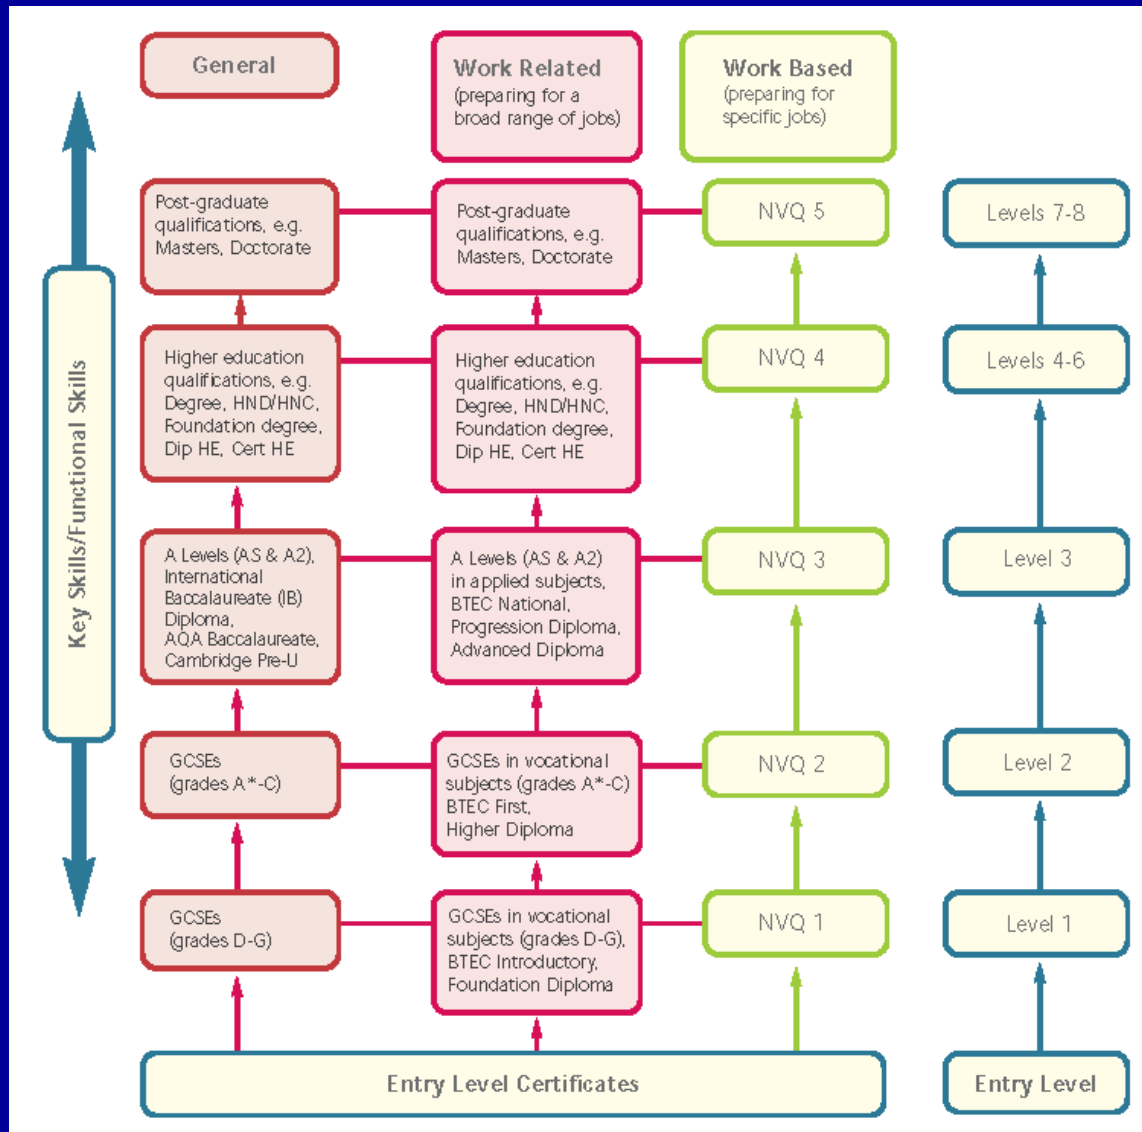 General
Work Related
(preparing for a
broad range of jobs)
Work Based
(preparing for
specific jobs)
Key Skills/Functional Skills
Post-graduate
qualifications, e.g.
Masters, Doctorate
Post-graduate
qualifications, e.g.
Masters, Doctorate
NVQ 5
Levels 7-8
Higher education
qualifications, e.g.
Degree, HND/HNC,
Foundation degree,
Dip HE, Cert HE
Higher education
qualifications, e.g.
Degree, HND/HNC,
Foundation degree,
Dip HE, Cert HE
NVQ 4
Levels 4-6
A Levels (AS & A2),
International
Baccalaureate (IB)
Diploma,
AQA Baccalaureate,
Cambridge Pre-U
A Levels (AS & A2)
in applied subjects,
BTEC National,
Progression Diploma,
Advanced Diploma
NVQ 3
Level 3
GCSEs
(grades A*-C)
GCSEs in vocational
subjects (grades A*-C)
BTEC First,
Higher Diploma
NVQ 2
Level 2
GCSEs
(grades D-G)
GCSEs in vocational
subjects (grades D-G),
BTEC Introductory,
Foundation Diploma
NVQ 1
Level 1
Entry Level Certificates
Entry Level